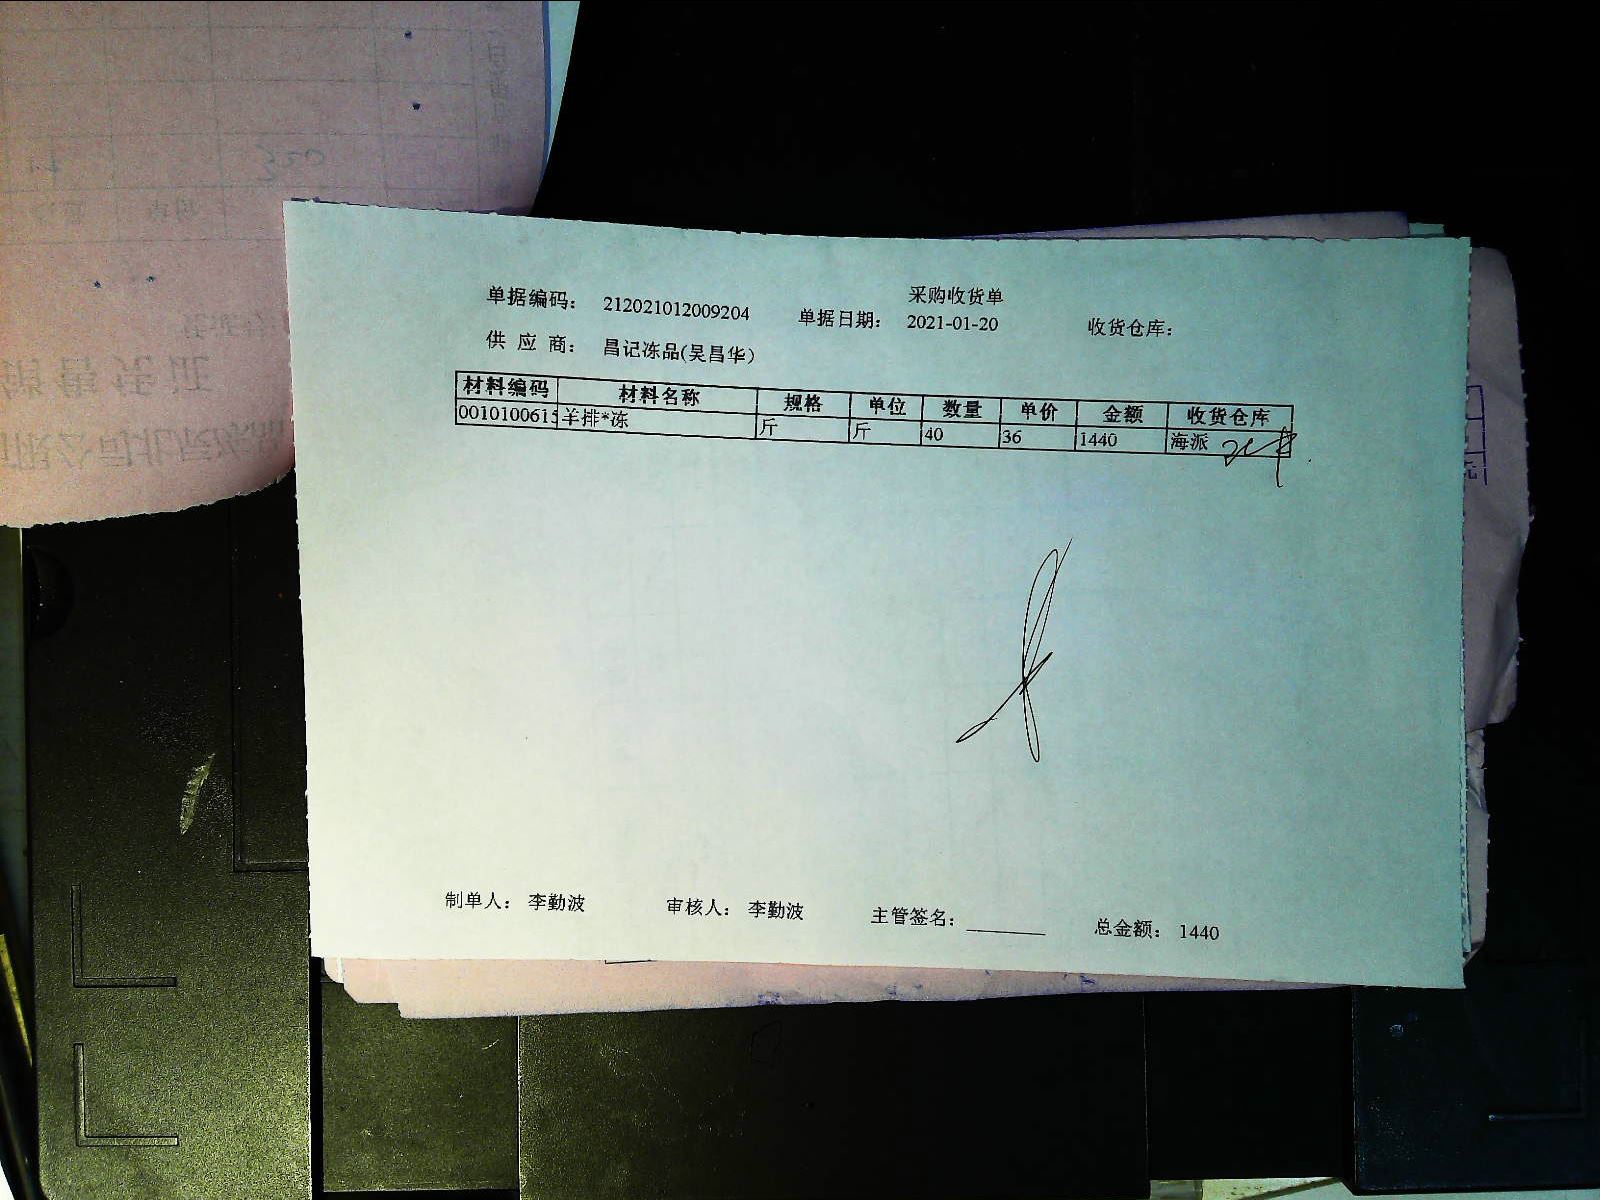 采购收货单
单据编码： 212021012009204 单据日期： 2021-01-20 收货仓库：
供 应 商： 昌记冻品(吴昌华）
材料编码 材料名称 规格 单位 数量 单价 金额 收货仓库
001010061 羊排*冻 斤 斤 40 36 1440 海派
制单人： 李勤波 审核人： 李勤波 主管签名： 总金额： 1440